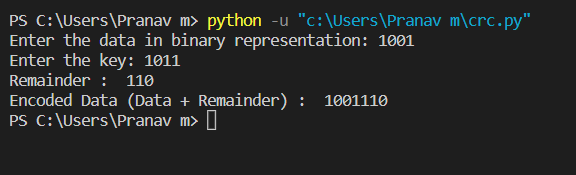 PS C:\Users\Pranav m> python -u "c:\Users\Pranav m\crc.py"
Enter the data in binary representation: 1001
Enter the key: 1011
Remainder :  110
Encoded Data (Data + Remainder) :  1001110
PS C:\Users\Pranav m>